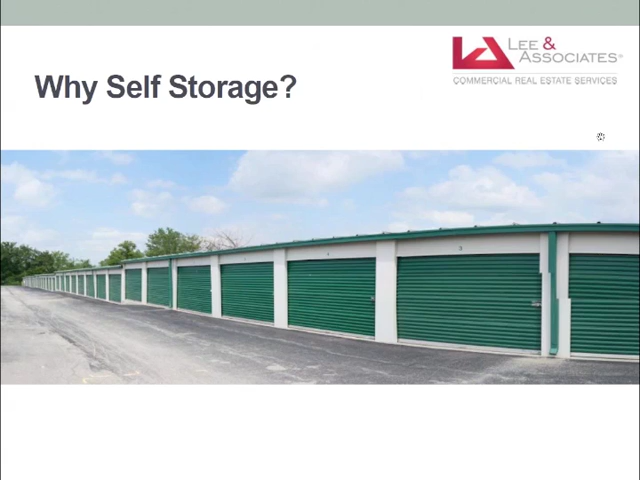 Why Self Storage?
LEE &
ASSOCIATES®
COMMERCIAL REAL ESTATE SERVICES